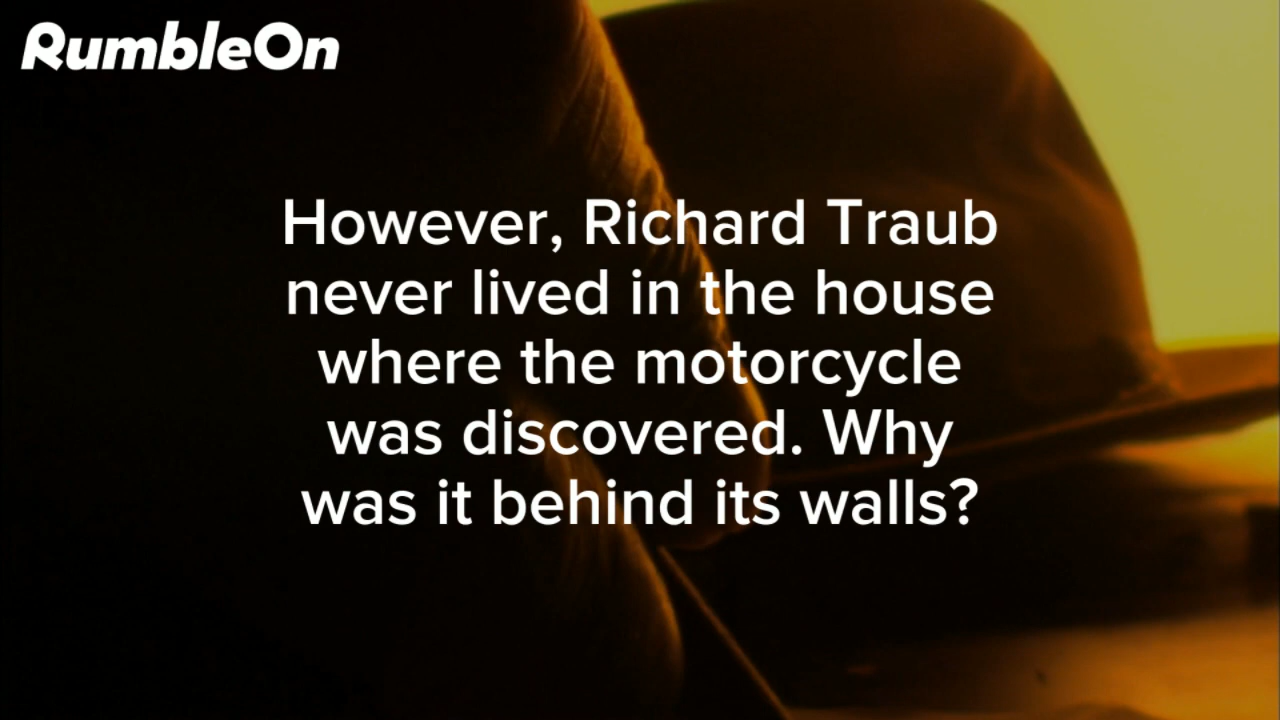 RumbleOn
However, Richard Traub
never lived in the house
where the motorcycle
was discovered. Why
was it behind its walls?